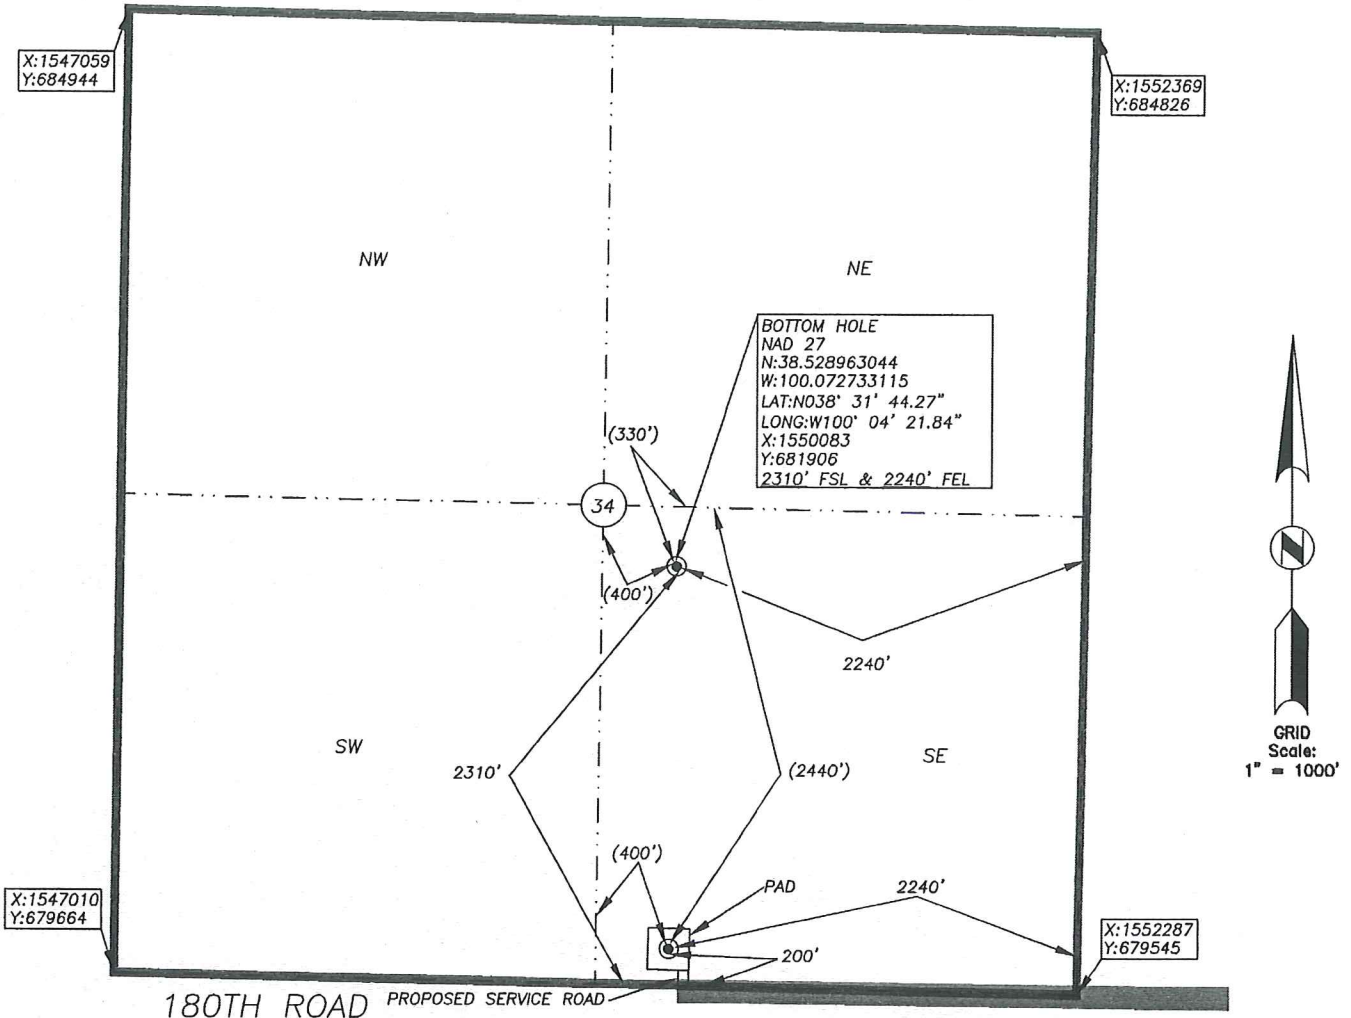 X:1547059
Y:684944
X:1552369
Y:684826
NW
NE
BOTTOM HOLE
NAD 27
N:38.528963044
W:100.072733115
LAT:N038° 31' 44.27"
LONG:W100° 04' 21.84"
X:1550083
Y:681906
2310' FSL & 2240' FEL
(330')
34
(400')
2240'
GRID
Scale:
1" = 1000'
SW
SE
2310'
(2440')
(400')
PAD
2240'
X:1547010
Y:679664
X:1552287
Y:679545
200'
180TH ROAD
PROPOSED SERVICE ROAD
N